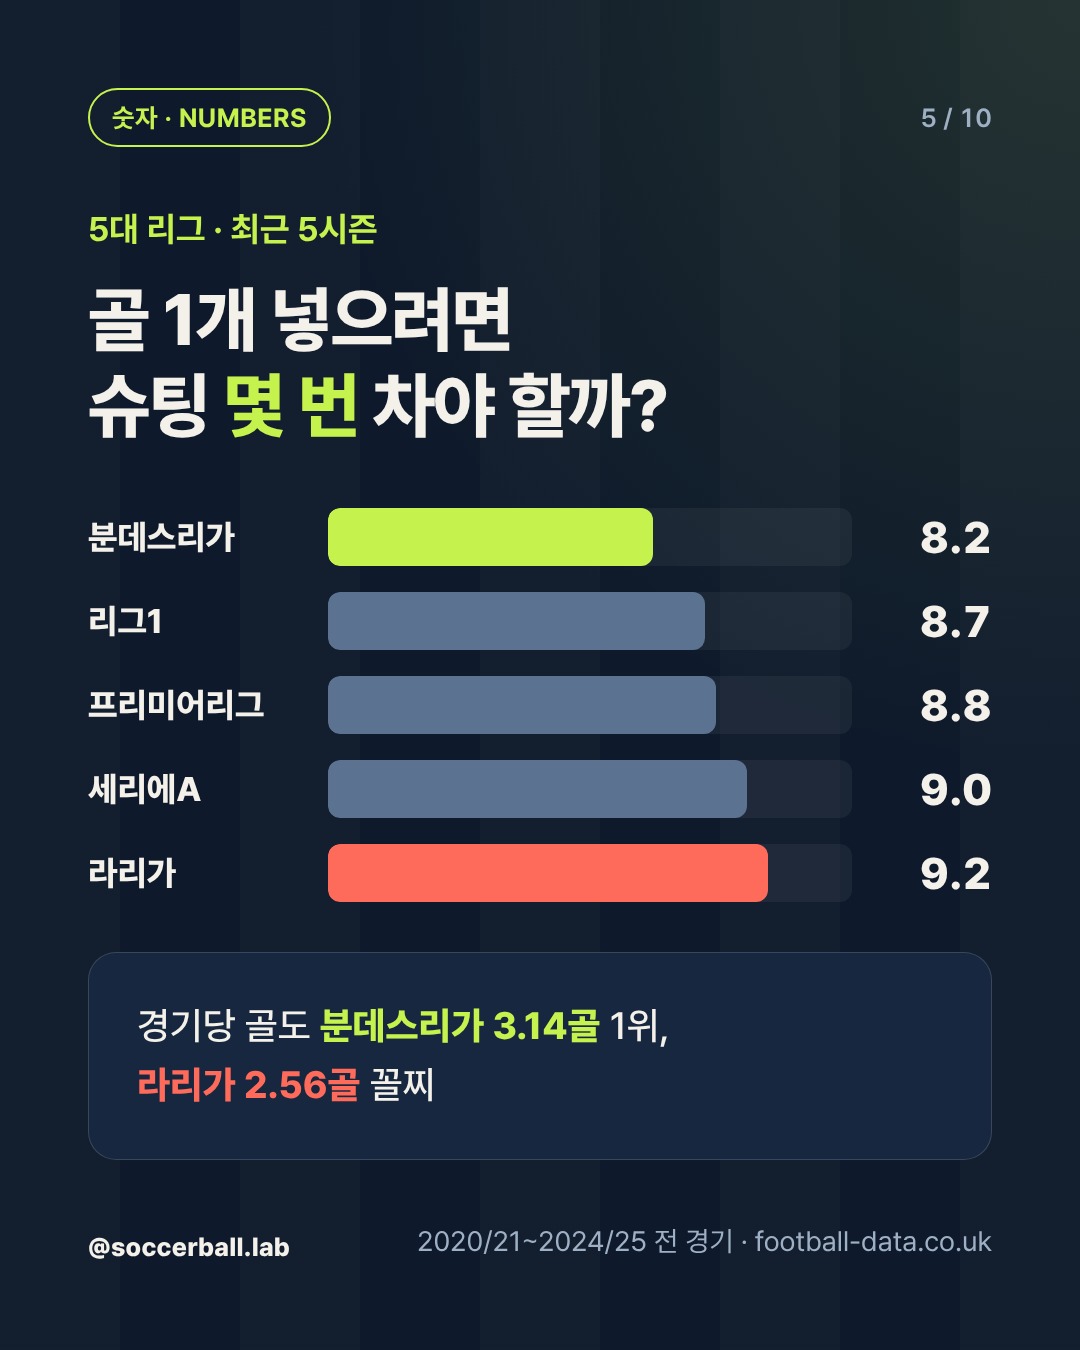 숫자 · NUMBERS
5 / 10
5대 리그 · 최근 5시즌
골 1개 넣으려면
슈팅 몇 번 차야 할까?
분데스리가 8.2
리그1 8.7
프리미어리그 8.8
세리에A 9.0
라리가 9.2
경기당 골도 분데스리가 3.14골 1위,
라리가 2.56골 꼴찌
@soccerball.lab
2020/21~2024/25 전 경기 · football-data.co.uk